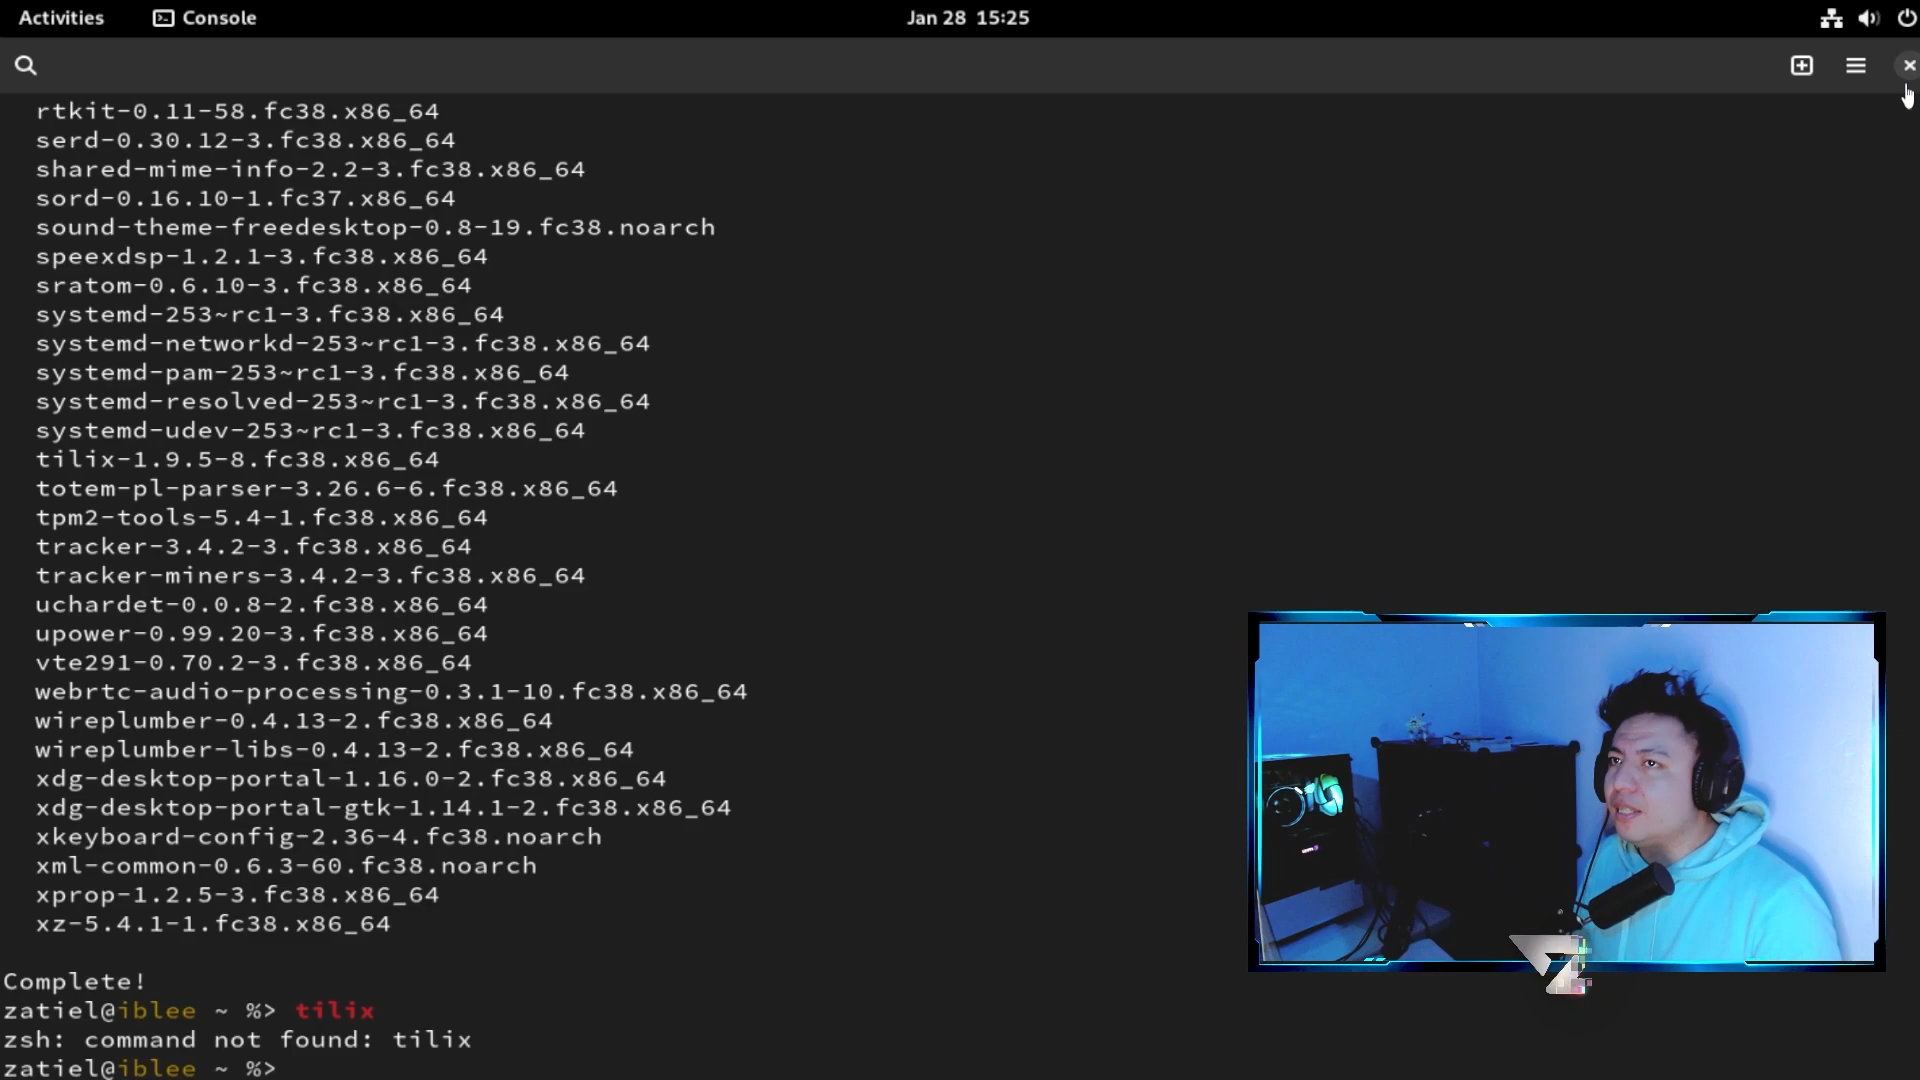 Activities
Console
Jan 28 15:25
rtkit-0.11-58.fc38.x86_64
serd-0.30.12-3.fc38.x86_64
shared-mime-info-2.2-3.fc38.x86_64
sord-0.16.10-1.fc37.x86_64
sound-theme-freedesktop-0.8-19.fc38.noarch
speexdsp-1.2.1-3.fc38.x86_64
sratom-0.6.10-3.fc38.x86_64
systemd-253~rc1-3.fc38.x86_64
systemd-networkd-253~rc1-3.fc38.x86_64
systemd-pam-253~rc1-3.fc38.x86_64
systemd-resolved-253~rc1-3.fc38.x86_64
systemd-udev-253~rc1-3.fc38.x86_64
tilix-1.9.5-8.fc38.x86_64
totem-pl-parser-3.26.6-6.fc38.x86_64
tpm2-tools-5.4-1.fc38.x86_64
tracker-3.4.2-3.fc38.x86_64
tracker-miners-3.4.2-3.fc38.x86_64
uchardet-0.0.8-2.fc38.x86_64
upower-0.99.20-3.fc38.x86_64
vte291-0.70.2-3.fc38.x86_64
webrtc-audio-processing-0.3.1-10.fc38.x86_64
wireplumber-0.4.13-2.fc38.x86_64
wireplumber-libs-0.4.13-2.fc38.x86_64
xdg-desktop-portal-1.16.0-2.fc38.x86_64
xdg-desktop-portal-gtk-1.14.1-2.fc38.x86_64
xkeyboard-config-2.36-4.fc38.noarch
xml-common-0.6.3-60.fc38.noarch
xprop-1.2.5-3.fc38.x86_64
xz-5.4.1-1.fc38.x86_64
Complete!
zatiel@iblee ~ %> tilix
zsh: command not found: tilix
zatiel@iblee ~ %>